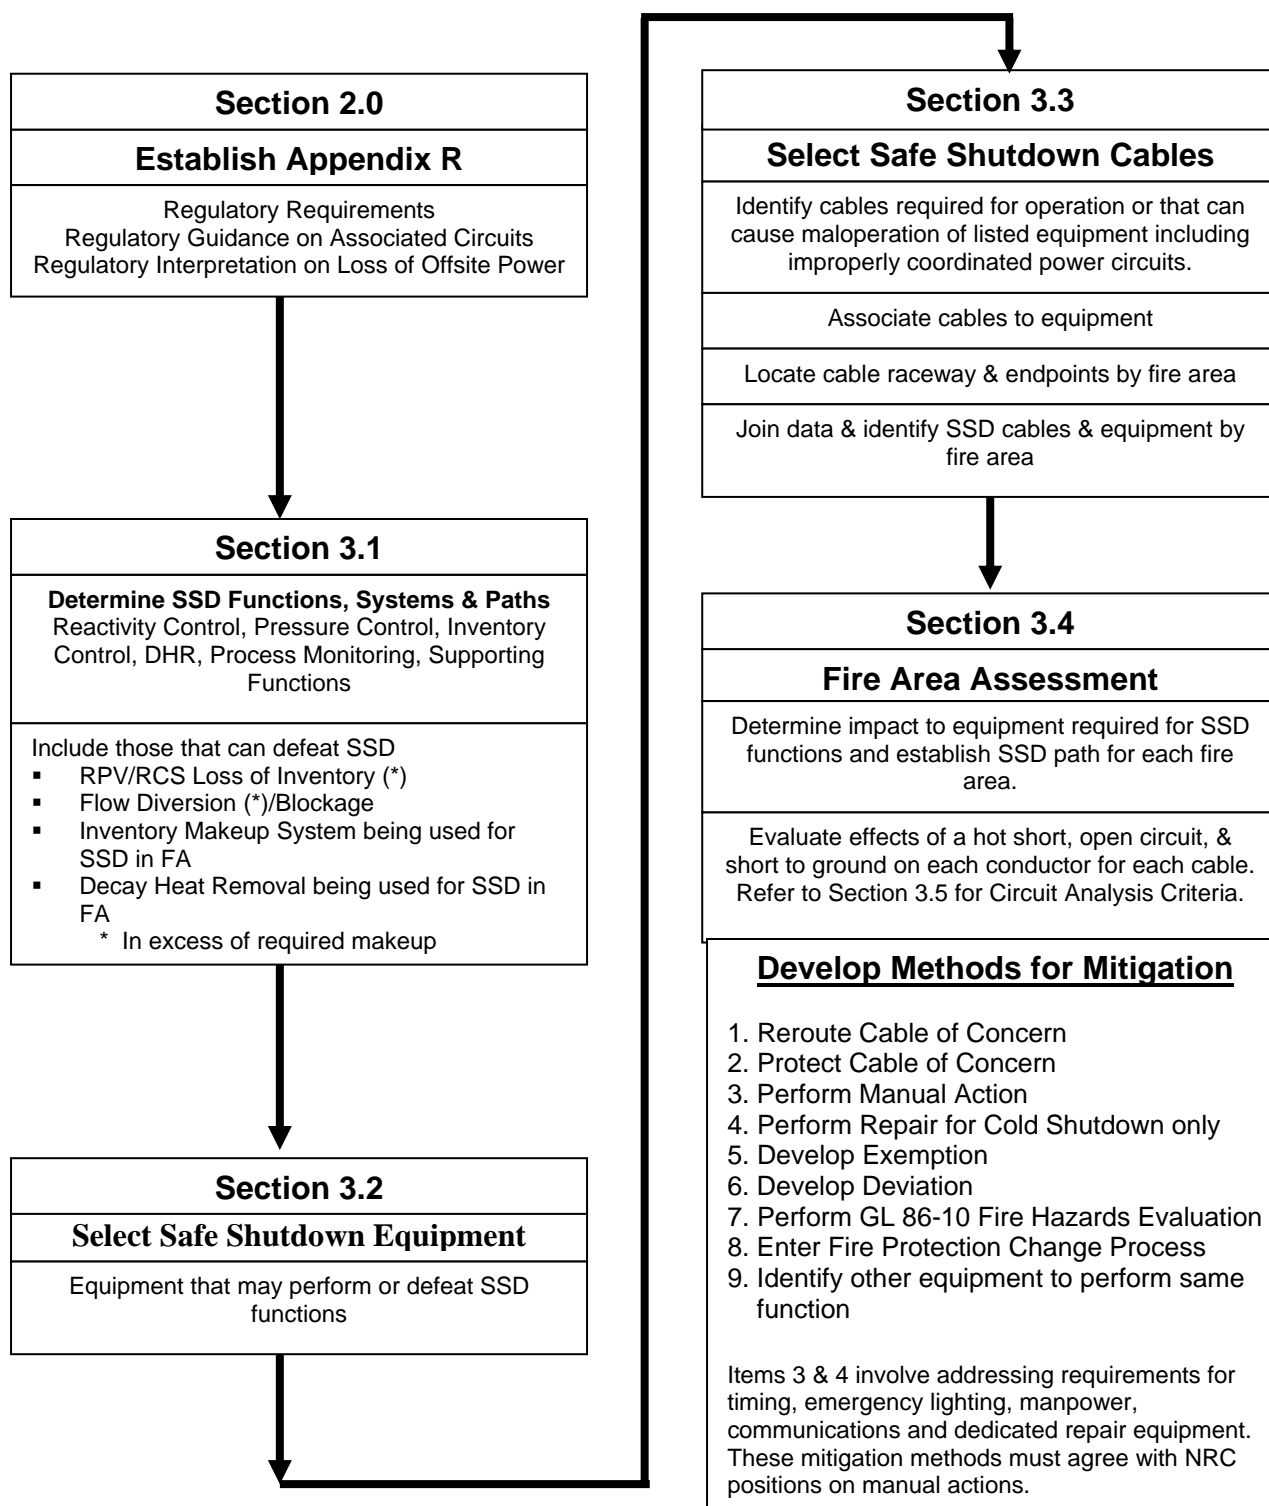 Section 2.0
Establish Appendix R
Regulatory Requirements
Regulatory Guidance on Associated Circuits
Regulatory Interpretation on Loss of Offsite Power
Section 3.1
Determine SSD Functions, Systems & Paths
Reactivity Control, Pressure Control, Inventory
Control, DHR, Process Monitoring, Supporting
Functions
Include those that can defeat SSD
▪ RPV/RCS Loss of Inventory (*)
▪ Flow Diversion (*)/Blockage
▪ Inventory Makeup System being used for
SSD in FA
▪ Decay Heat Removal being used for SSD in
FA
* In excess of required makeup
Section 3.2
Select Safe Shutdown Equipment
Equipment that may perform or defeat SSD
functions
Section 3.3
Select Safe Shutdown Cables
Identify cables required for operation or that can
cause maloperation of listed equipment including
improperly coordinated power circuits.
Associate cables to equipment
Locate cable raceway & endpoints by fire area
Join data & identify SSD cables & equipment by
fire area
Section 3.4
Fire Area Assessment
Determine impact to equipment required for SSD
functions and establish SSD path for each fire
area.
Evaluate effects of a hot short, open circuit, &
short to ground on each conductor for each cable.
Refer to Section 3.5 for Circuit Analysis Criteria.
Develop Methods for Mitigation
1. Reroute Cable of Concern
2. Protect Cable of Concern
3. Perform Manual Action
4. Perform Repair for Cold Shutdown only
5. Develop Exemption
6. Develop Deviation
7. Perform GL 86-10 Fire Hazards Evaluation
8. Enter Fire Protection Change Process
9. Identify other equipment to perform same
function
Items 3 & 4 involve addressing requirements for
timing, emergency lighting, manpower,
communications and dedicated repair equipment.
These mitigation methods must agree with NRC
positions on manual actions.